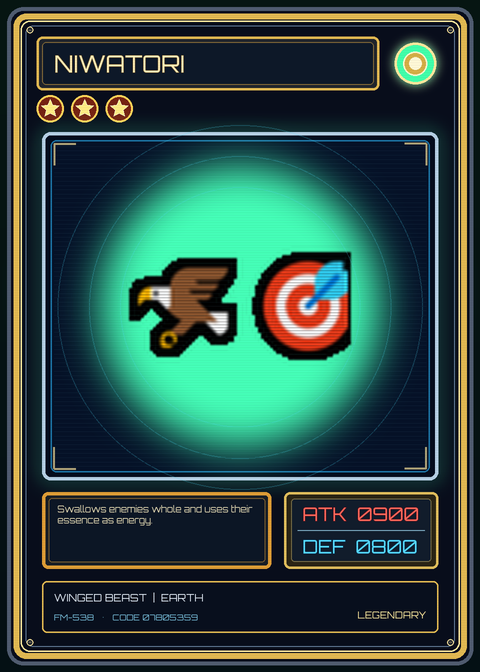 NIWATORI
Swallows enemies whole and uses their
essence as energy.
ATK 0900
DEF 0800
WINGED BEAST | EARTH
FM-538 · CODE 07805359
LEGENDARY